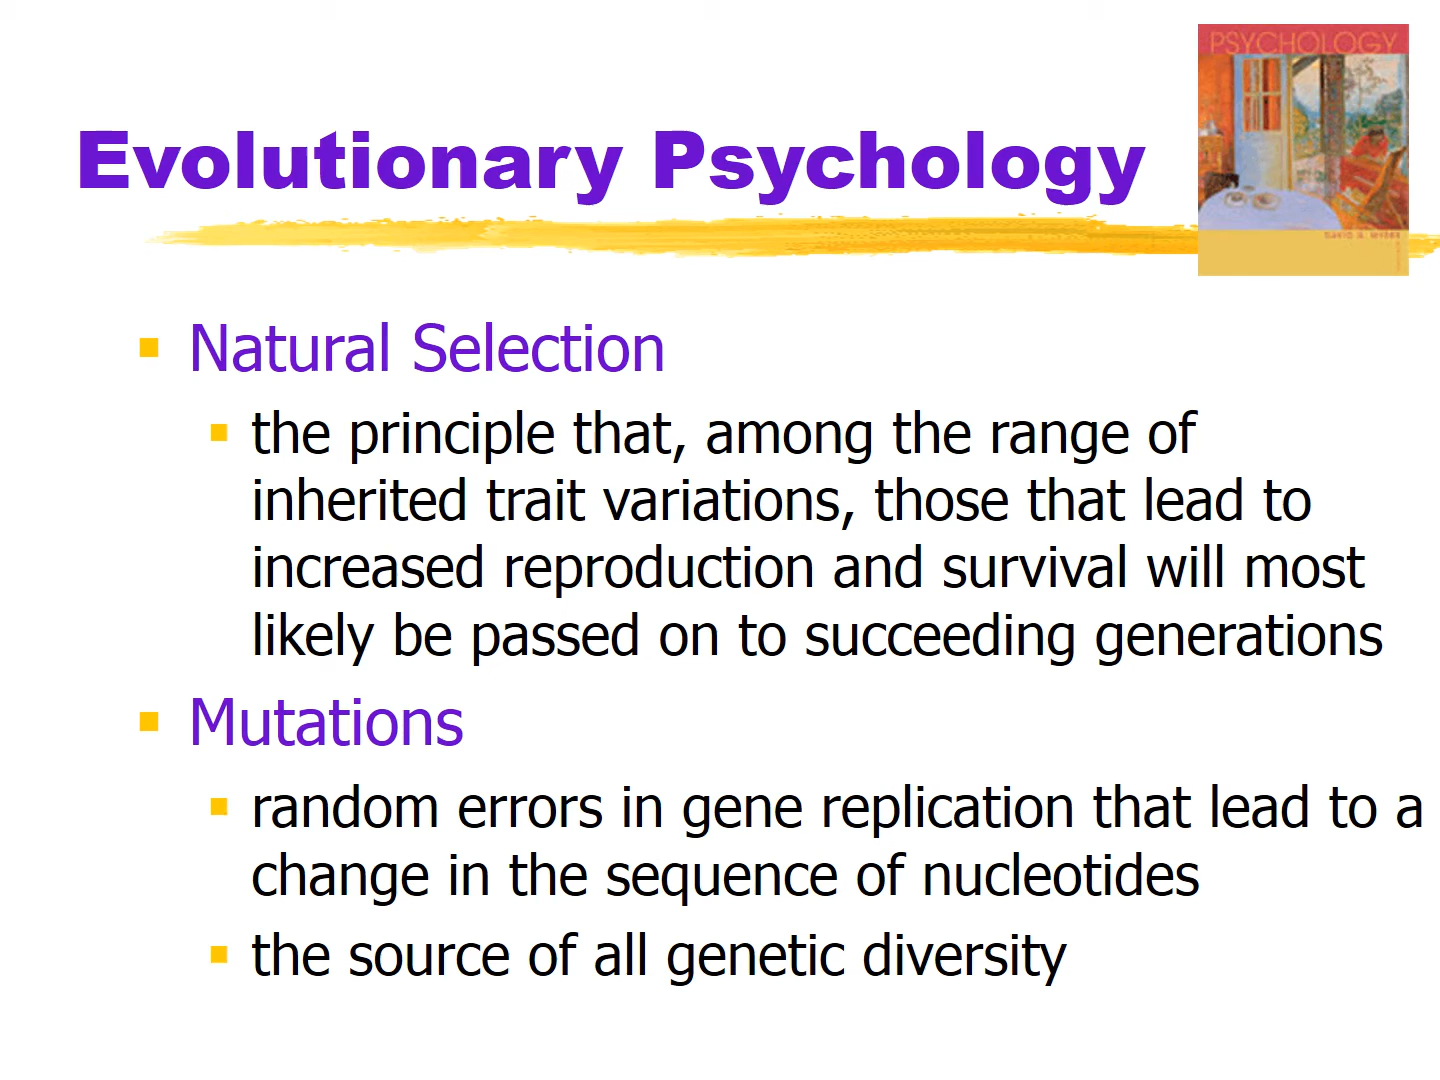 PSYCHOLOGY
Evolutionary Psychology
DAVID G. MYERS
Natural Selection
the principle that, among the range of
inherited trait variations, those that lead to
increased reproduction and survival will most
likely be passed on to succeeding generations
Mutations
random errors in gene replication that lead to a
change in the sequence of nucleotides
the source of all genetic diversity